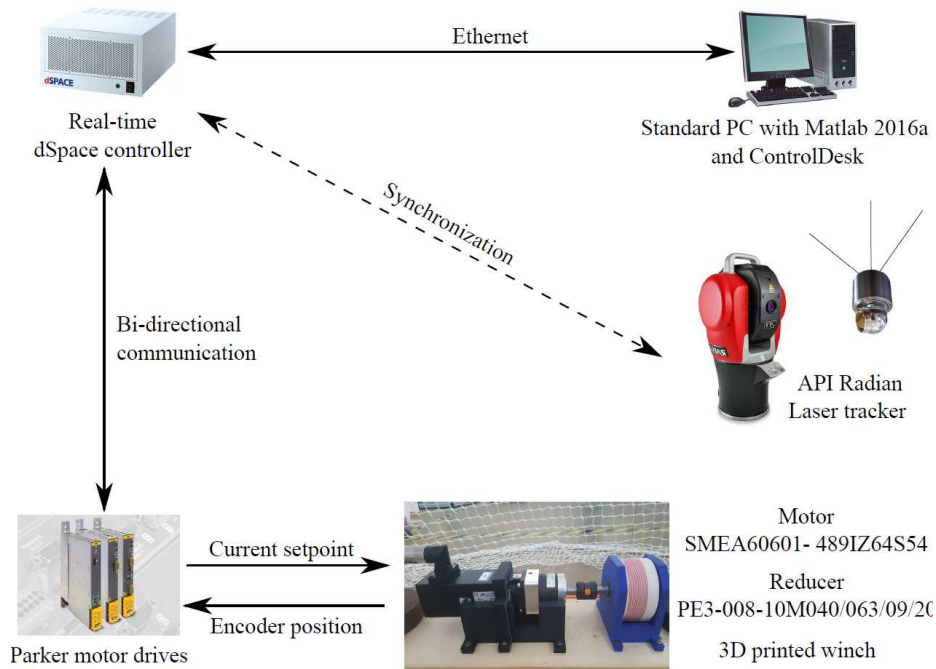 Ethernet
dSPACE
Real-time
dSpace controller
Standard PC with Matlab 2016a
and ControlDesk
Synchronization
Bi-directional
communication
API Radian
Laser tracker
Motor
SMEA60601- 489IZ64S54
Current setpoint
Reducer
PE3-008-10M040/063/09/20
Encoder position
3D printed winch
Parker motor drives